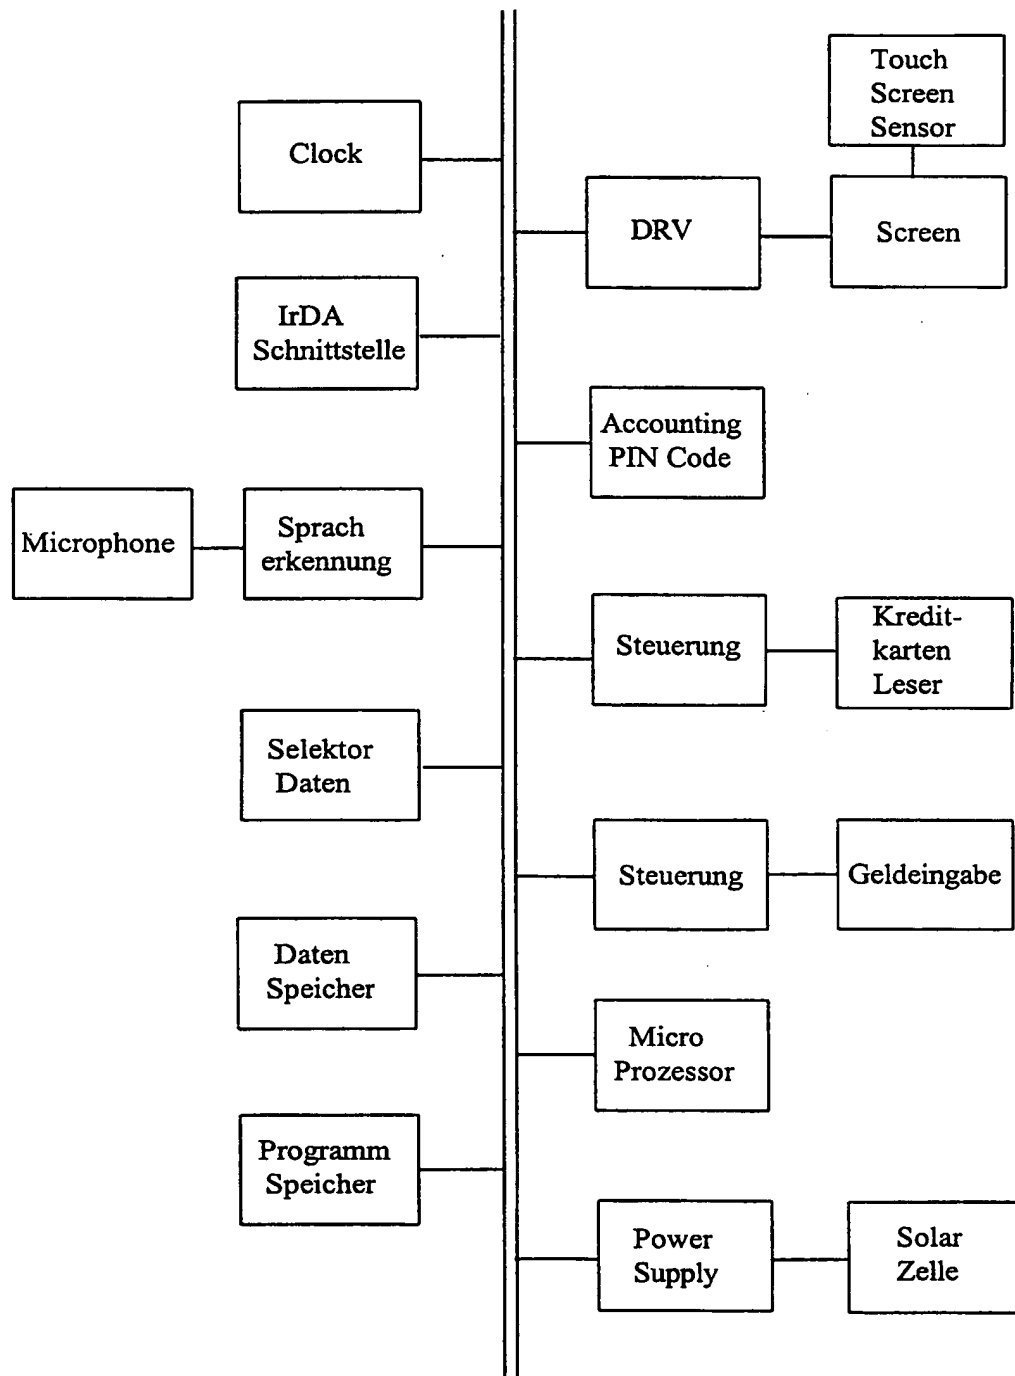 Touch
Screen
Sensor
Clock
DRV
Screen
IrDA
Schnittstelle
Accounting
PIN Code
Microphone
Sprach
erkennung
Steuerung
Kredit-
karten
Leser
Selektor
Daten
Steuerung
Geldeingabe
Daten
Speicher
Micro
Prozessor
Programm
Speicher
Power
Supply
Solar
Zelle